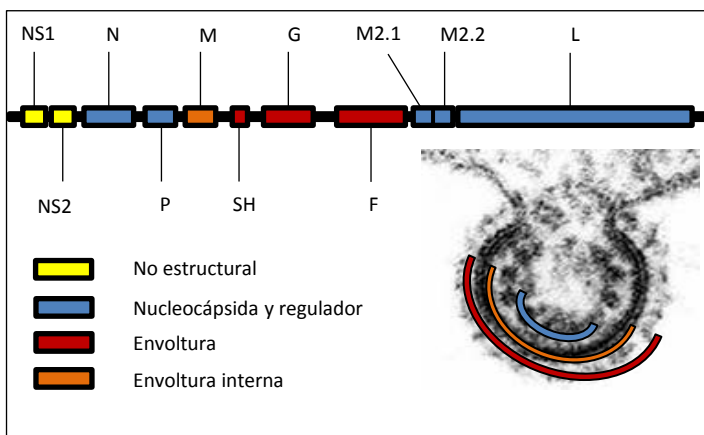 NS1 N M G M2.1 M2.2 L
NS2 P SH F
No estructural
Nucleocápsida y regulador
Envoltura
Envoltura interna